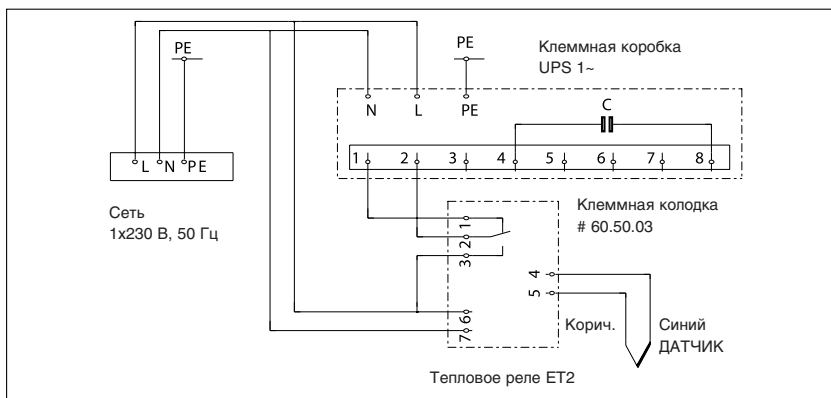 PE
PE
Клеммная коробка
UPS 1~
N L PE
C
1 2 3 4 5 6 7 8
L N PE
Сеть
1x230 В, 50 Гц
Клеммная колодка
# 60.50.03
1
2
3
4
5
6
7
Корич.
Синий
ДАТЧИК
Тепловое реле ET2